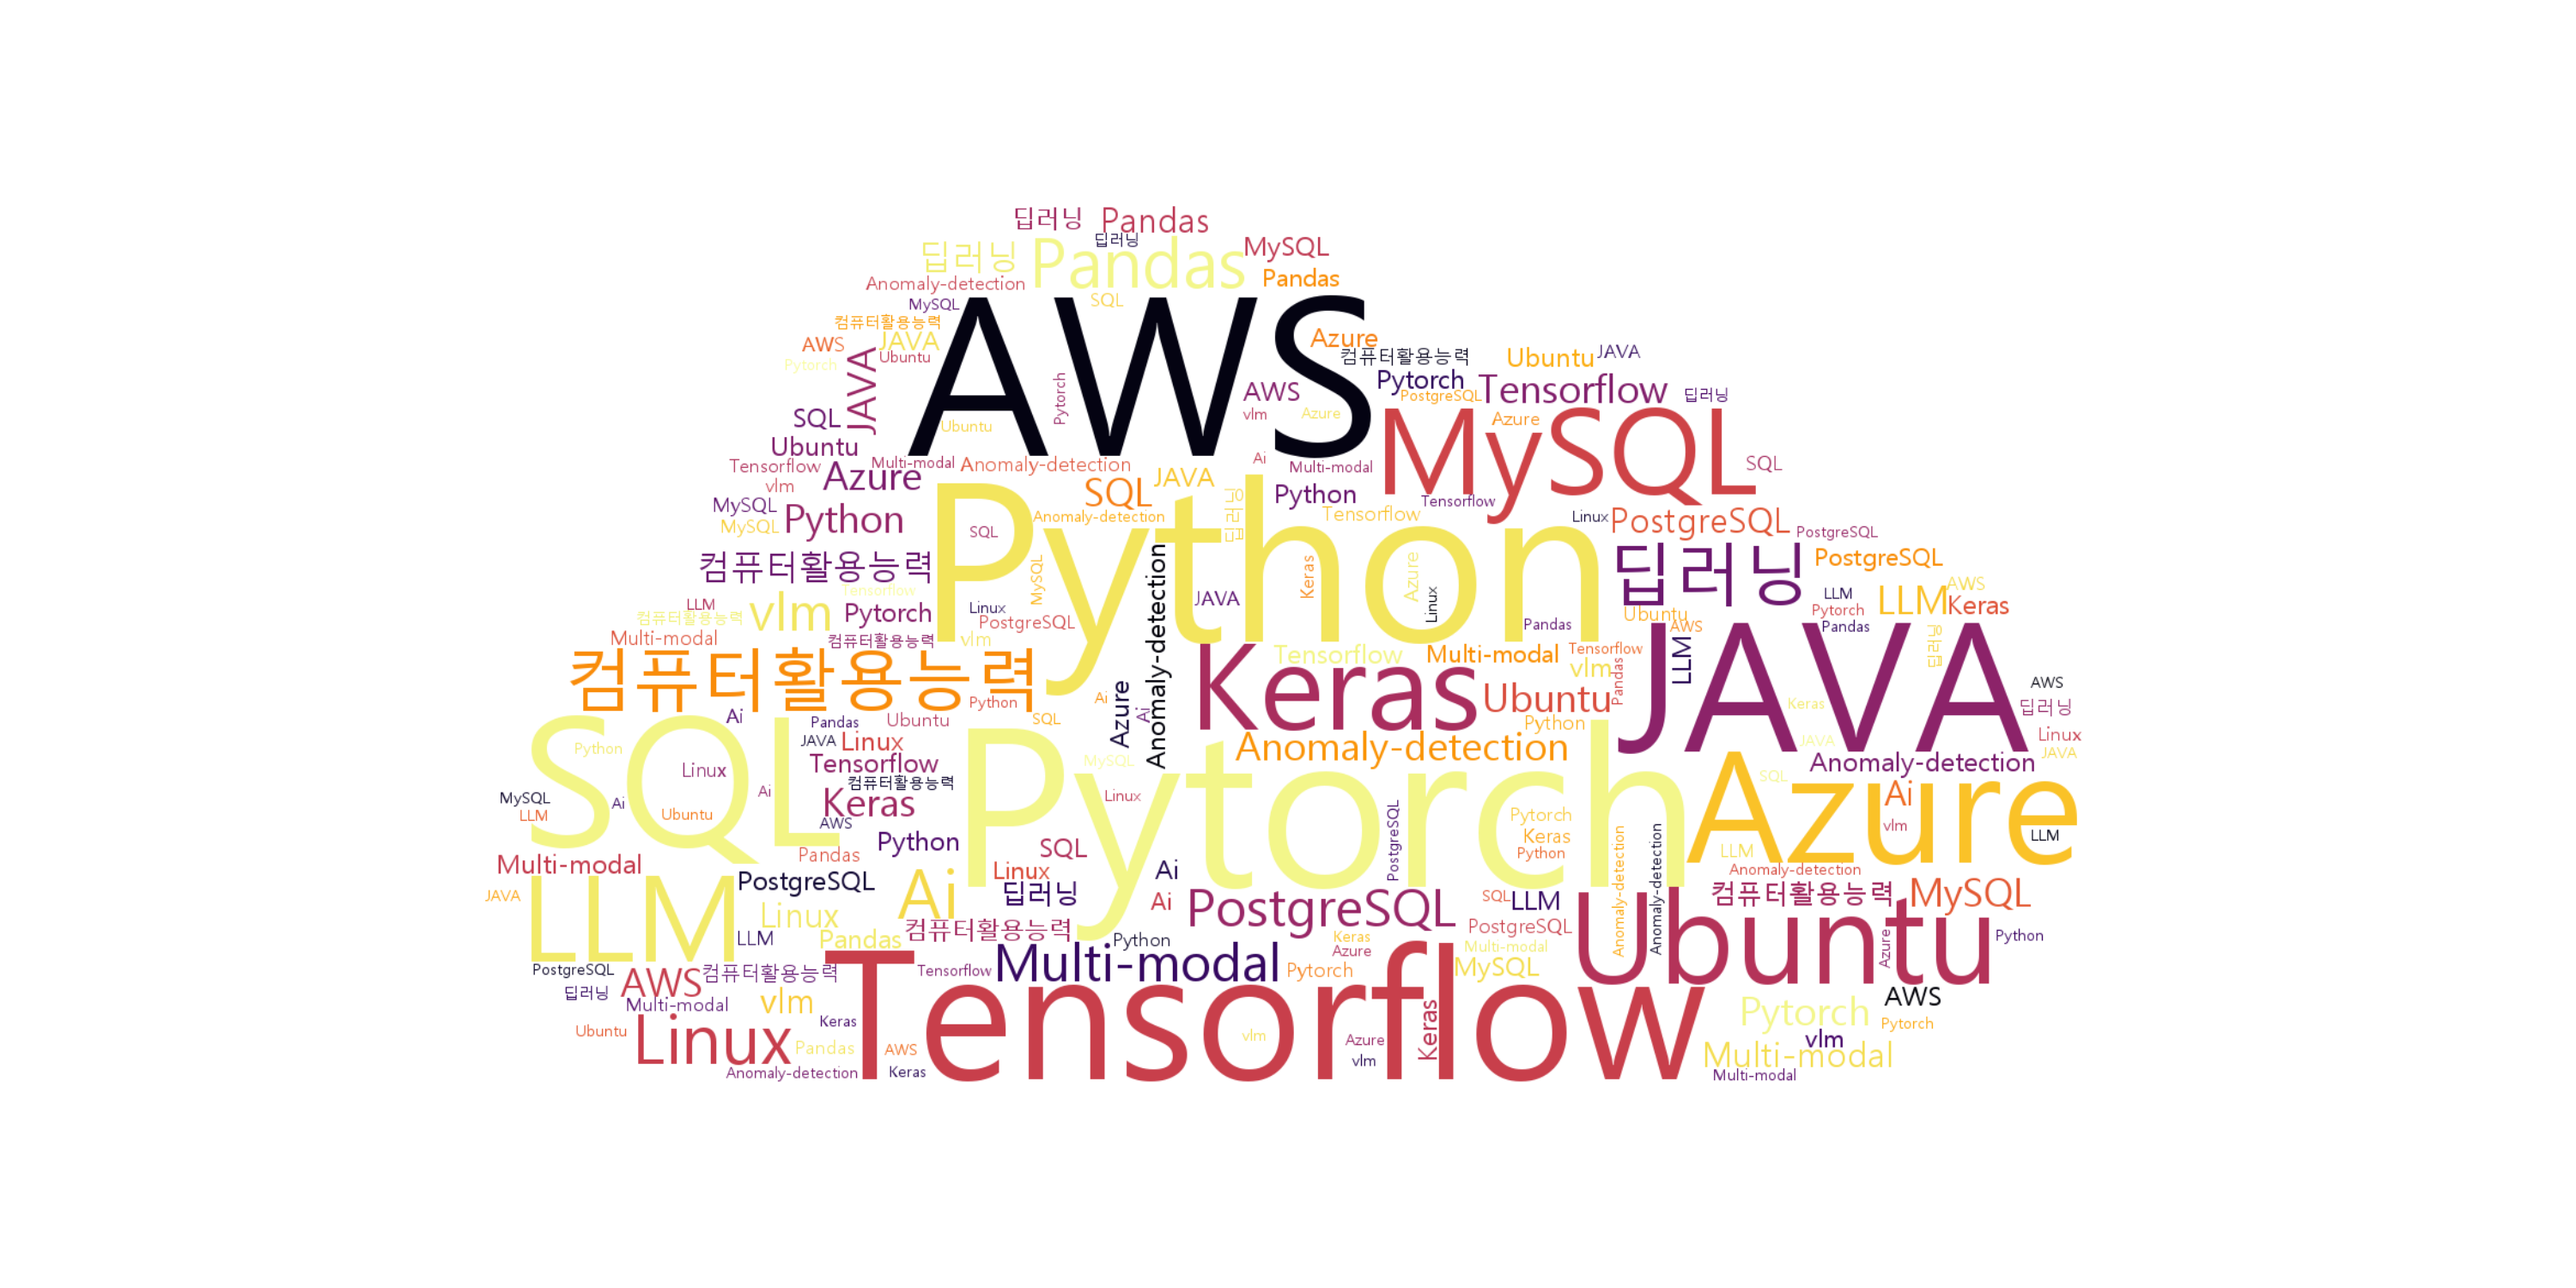 딥러닝 Pandas
딥러닝 Pandas 딥러닝 MySQL
Anomaly-detection Pandas
MySQL SQL
컴퓨터활용능력 AWS Azure
AWS JAVA 컴퓨터활용능력 Ubuntu JAVA
Pytorch Ubuntu JAVA Pytorch AWS Pytorch Tensorflow 딥러닝
vlm Azure PostgreSQL
SQL Ubuntu Azure MySQL
Ubuntu
Tensorflow Azure Multi-modal Anomaly-detection Ai Multi-modal SQL
vlm JAVA
MySQL Python SQL Python Tensorflow
MySQL Anomaly-detection 딥러닝 Tensorflow Linux PostgreSQL PostgreSQL
SQL Python
컴퓨터활용능력 MySQL Anomaly-detection Keras Azure 딥러닝 PostgreSQL
Tensorflow JAVA Linux LLM AWS
LLM vlm Pytorch Linux LLM Keras
컴퓨터활용능력 PostgreSQL Pandas Ubuntu Pytorch
Multi-modal 컴퓨터활용능력 vlm AWS Pandas
Tensorflow Multi-modal Tensorflow LLM JAVA 딥러닝
컴퓨터활용능력 Keras vlm Pandas AWS
Python Ai Azure Ubuntu Keras 딥러닝
Ai Pandas Ubuntu SQL Ai Python Linux
SQL Python JAVA Linux Anomaly-detection JAVA JAVA
Linux Tensorflow MySQL Pytorch Anomaly-detection
컴퓨터활용능력 SQL Azure
MySQL Ai Ai Keras Linux Ai
LLM Ubuntu AWS PostgreSQL Pytorch vlm
Python Keras LLM
Pandas SQL Python Anomaly-detection Anomaly-detection LLM
Multi-modal Linux Ai Anomaly-detection
JAVA LLM PostgreSQL Ai 딥러닝 SQL LLM 컴퓨터활용능력 MySQL
Linux Ai PostgreSQL
LLM Pandas 컴퓨터활용능력 Python Keras PostgreSQL Ubuntu Azure Python
Azure Multi-modal
PostgreSQL AWS 컴퓨터활용능력 Tensorflow Multi-modal Pytorch MySQL
딥러닝 Multi-modal vlm Tensorflow AWS
Ubuntu Linux Keras vlm Keras Pytorch Pytorch
Pandas AWS Azure vlm
vlm Multi-modal
Anomaly-detection Keras Multi-modal